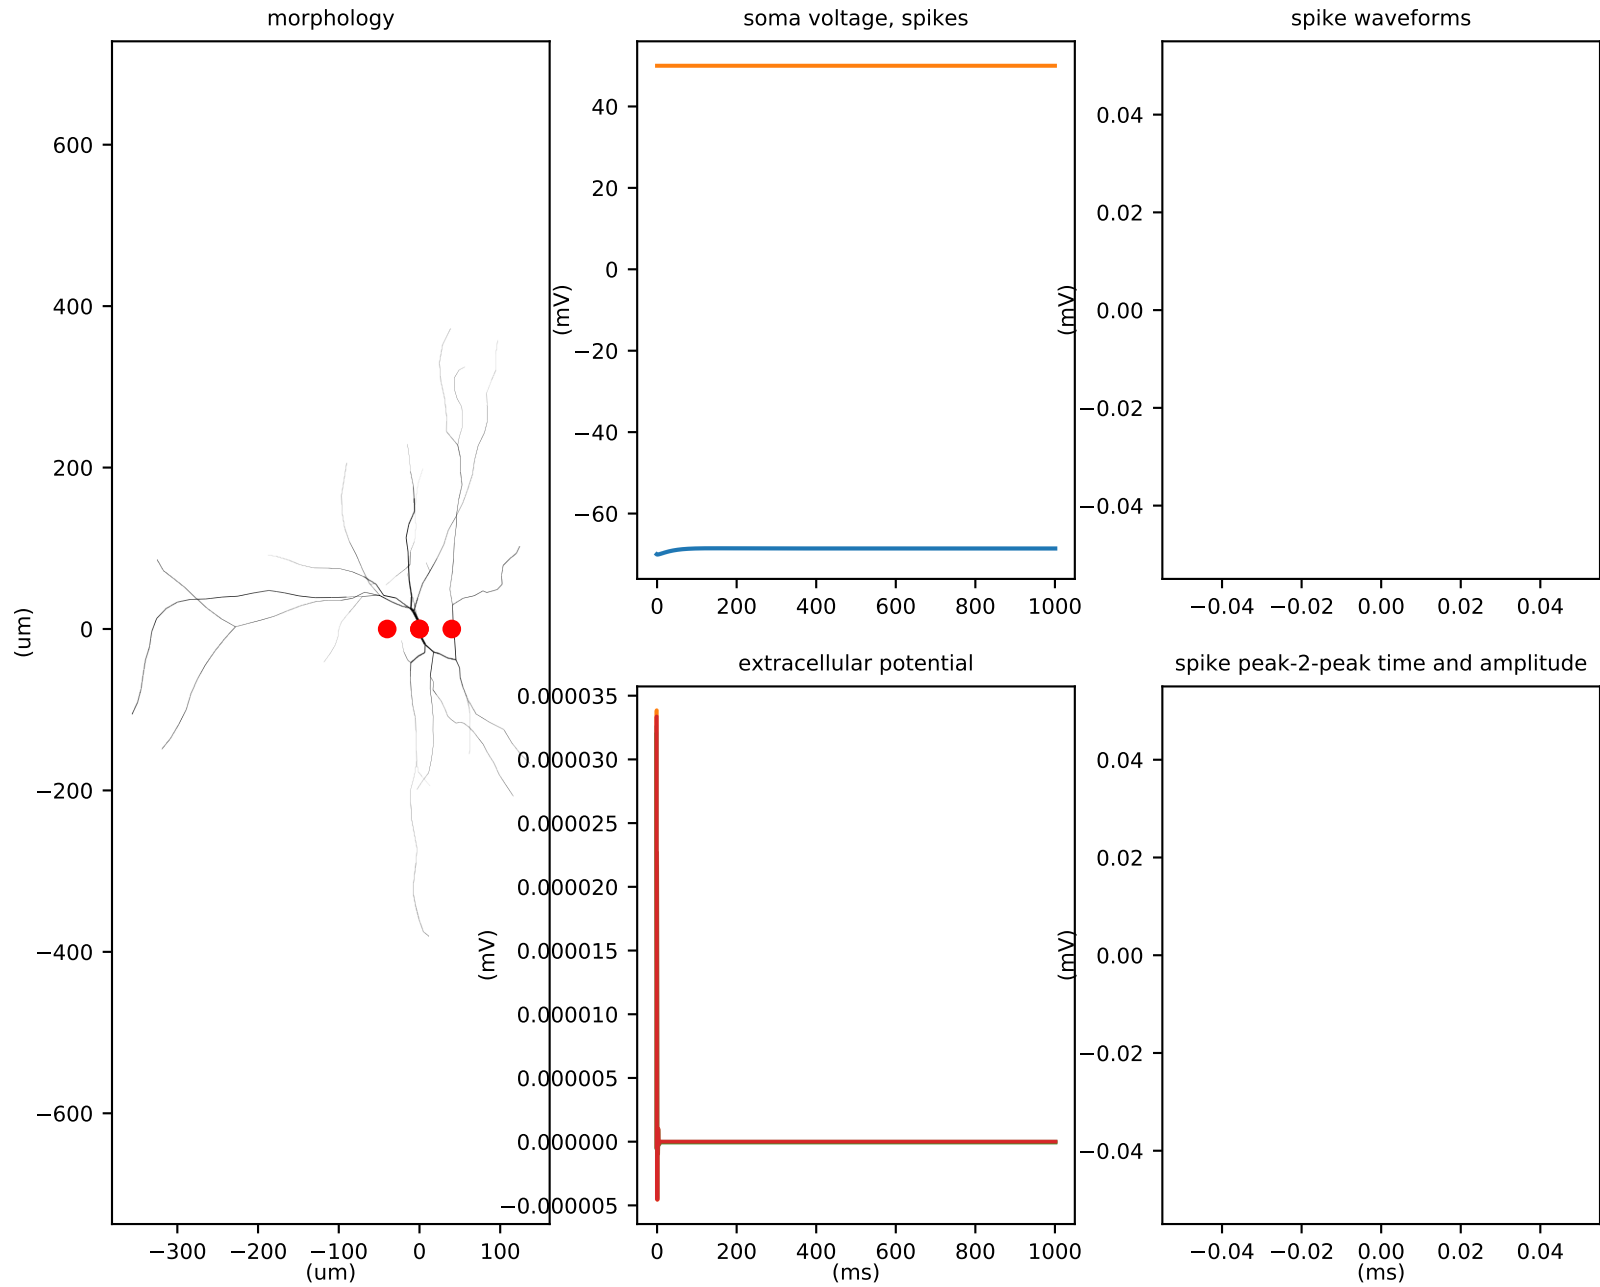 morphology
600
400
200
0
−200
−400
−600
−300 −200 −100 0 100
(um)
(um)
soma voltage, spikes
40
20
0
−20
−40
−60
0 200 400 600 800 1000
(mV)
spike waveforms
0.04
0.02
0.00
−0.02
−0.04
−0.04 −0.02 0.00 0.02 0.04
(mV)
extracellular potential
0.000035
0.000030
0.000025
0.000020
0.000015
0.000010
0.000005
0.000000
−0.000005
0 200 400 600 800 1000
(ms)
(mV)
spike peak-2-peak time and amplitude
0.04
0.02
0.00
−0.02
−0.04
−0.04 −0.02 0.00 0.02 0.04
(ms)
(mV)